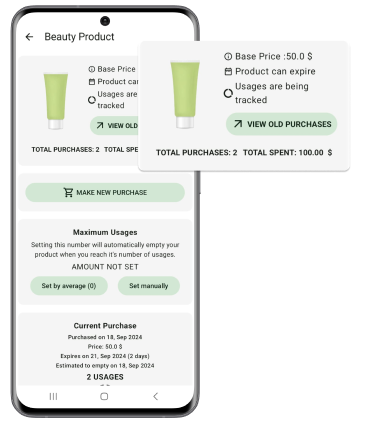 Beauty Product
Base Price
Product ca
Usages are
tracked
VIEW OLD
TOTAL PURCHASES: 2 TOTAL SPE
Base Price :50.0 $
Product can expire
Usages are being
tracked
VIEW OLD PURCHASES
TOTAL PURCHASES: 2 TOTAL SPENT: 100.00 $
MAKE NEW PURCHASE
Maximum Usages
Setting this number will automatically empty your
product when you reach it's number of usages.
AMOUNT NOT SET
Set by average (0) Set manually
Current Purchase
Purchased on 18, Sep 2024
Price: 50.0 $
Expires on 21, Sep 2024 (2 days)
Estimated to empty on 18, Sep 2024
2 USAGES